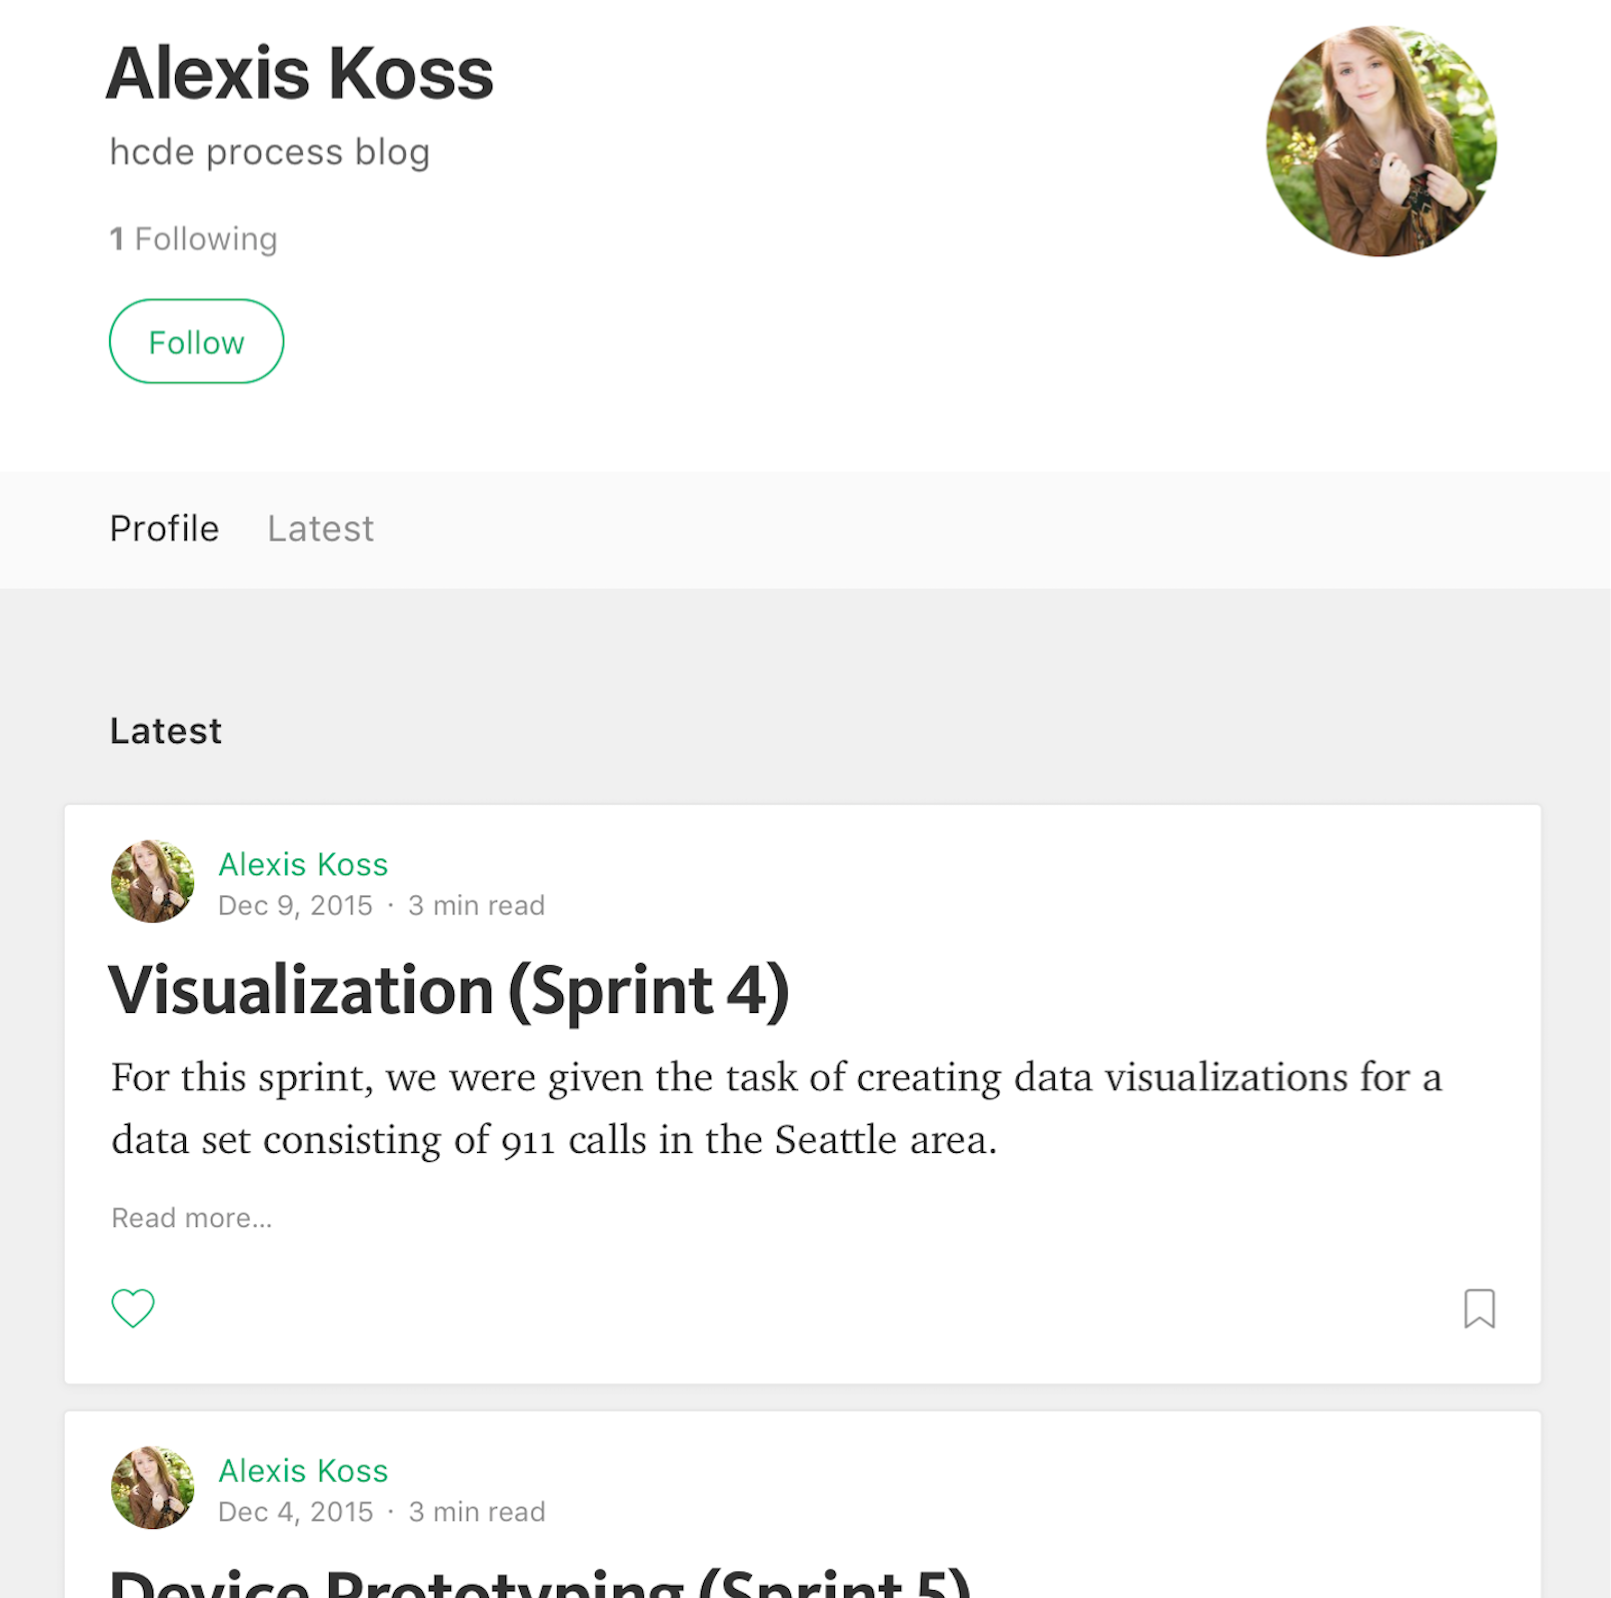 Alexis Koss
hcde process blog
1 Following
Follow
Profile Latest
Latest
Alexis Koss
Dec 9, 2015 · 3 min read
Visualization (Sprint 4)
For this sprint, we were given the task of creating data visualizations for a
data set consisting of 911 calls in the Seattle area.
Read more...
Alexis Koss
Dec 4, 2015 · 3 min read
Device Prototyping (Sprint 5)